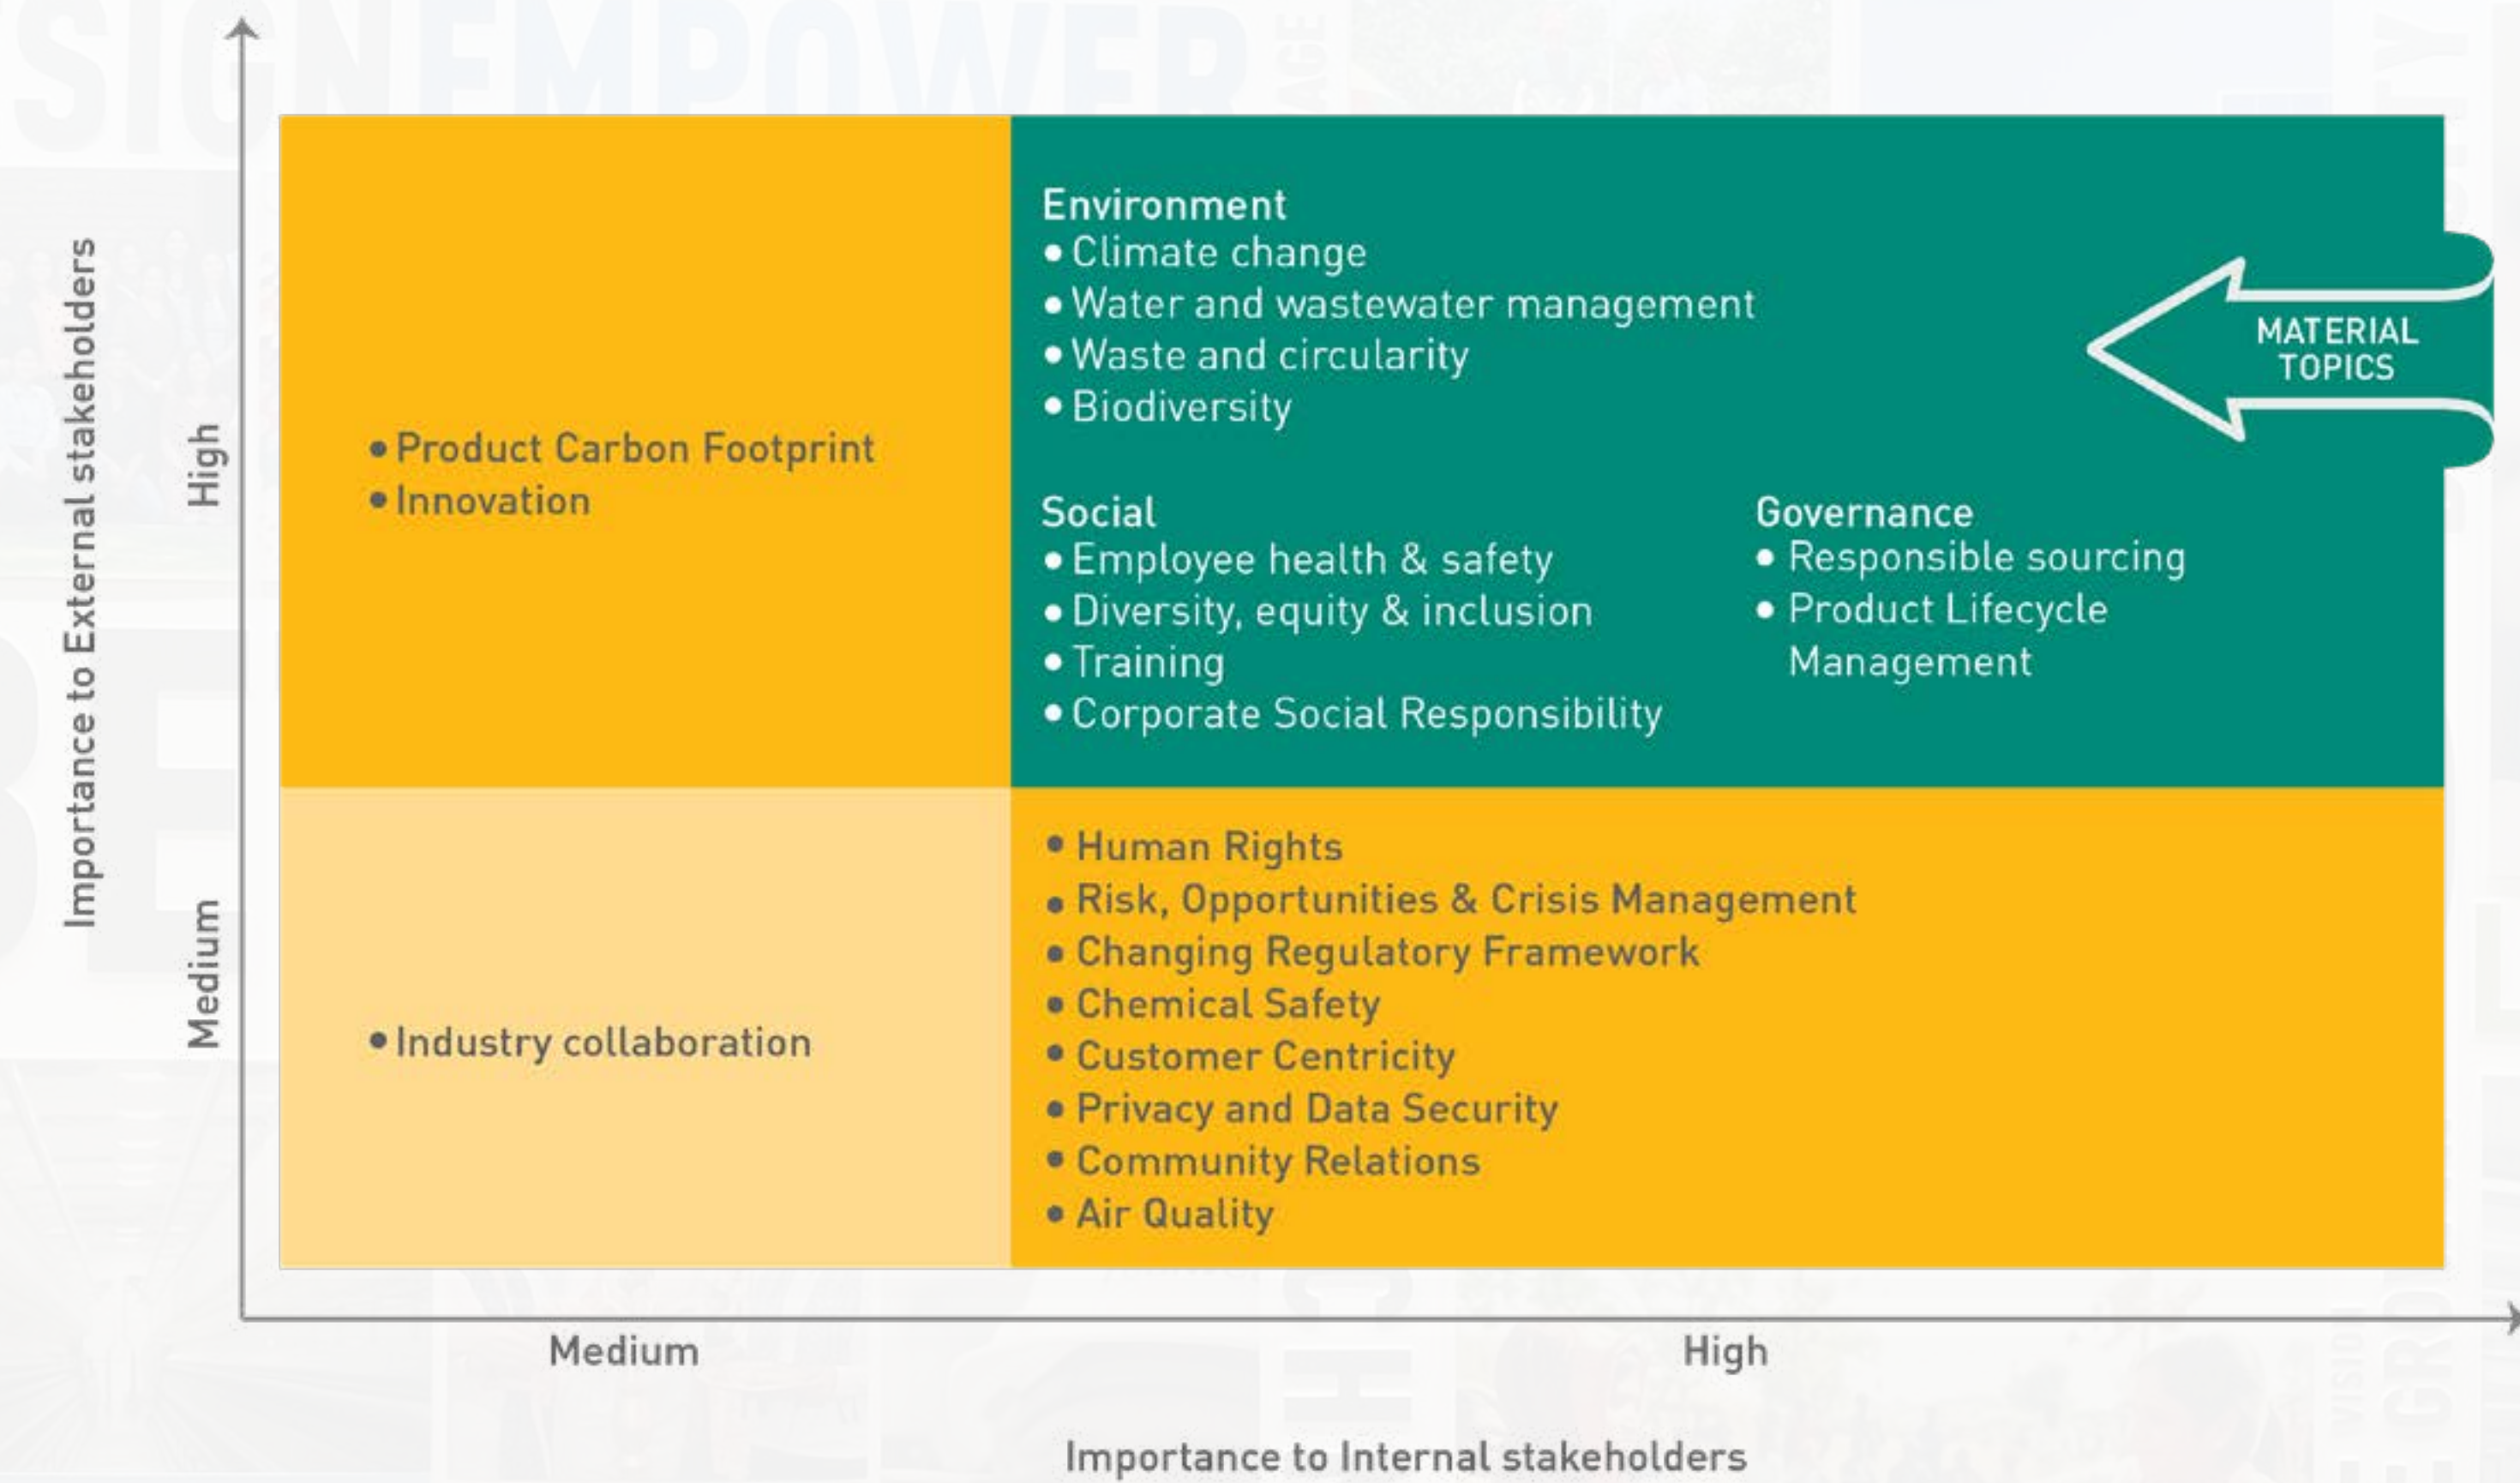 SIGN EMPOWER
AGE
Importance to External stakeholders
High
Medium
• Product Carbon Footprint
• Innovation
Environment
• Climate change
• Water and wastewater management
• Waste and circularity
• Biodiversity
MATERIAL
TOPICS
Social
• Employee health & safety
• Diversity, equity & inclusion
• Training
• Corporate Social Responsibility
Governance
• Responsible sourcing
• Product Lifecycle
Management
• Industry collaboration
• Human Rights
• Risk, Opportunities & Crisis Management
• Changing Regulatory Framework
• Chemical Safety
• Customer Centricity
• Privacy and Data Security
• Community Relations
• Air Quality
Medium
High
Importance to Internal stakeholders